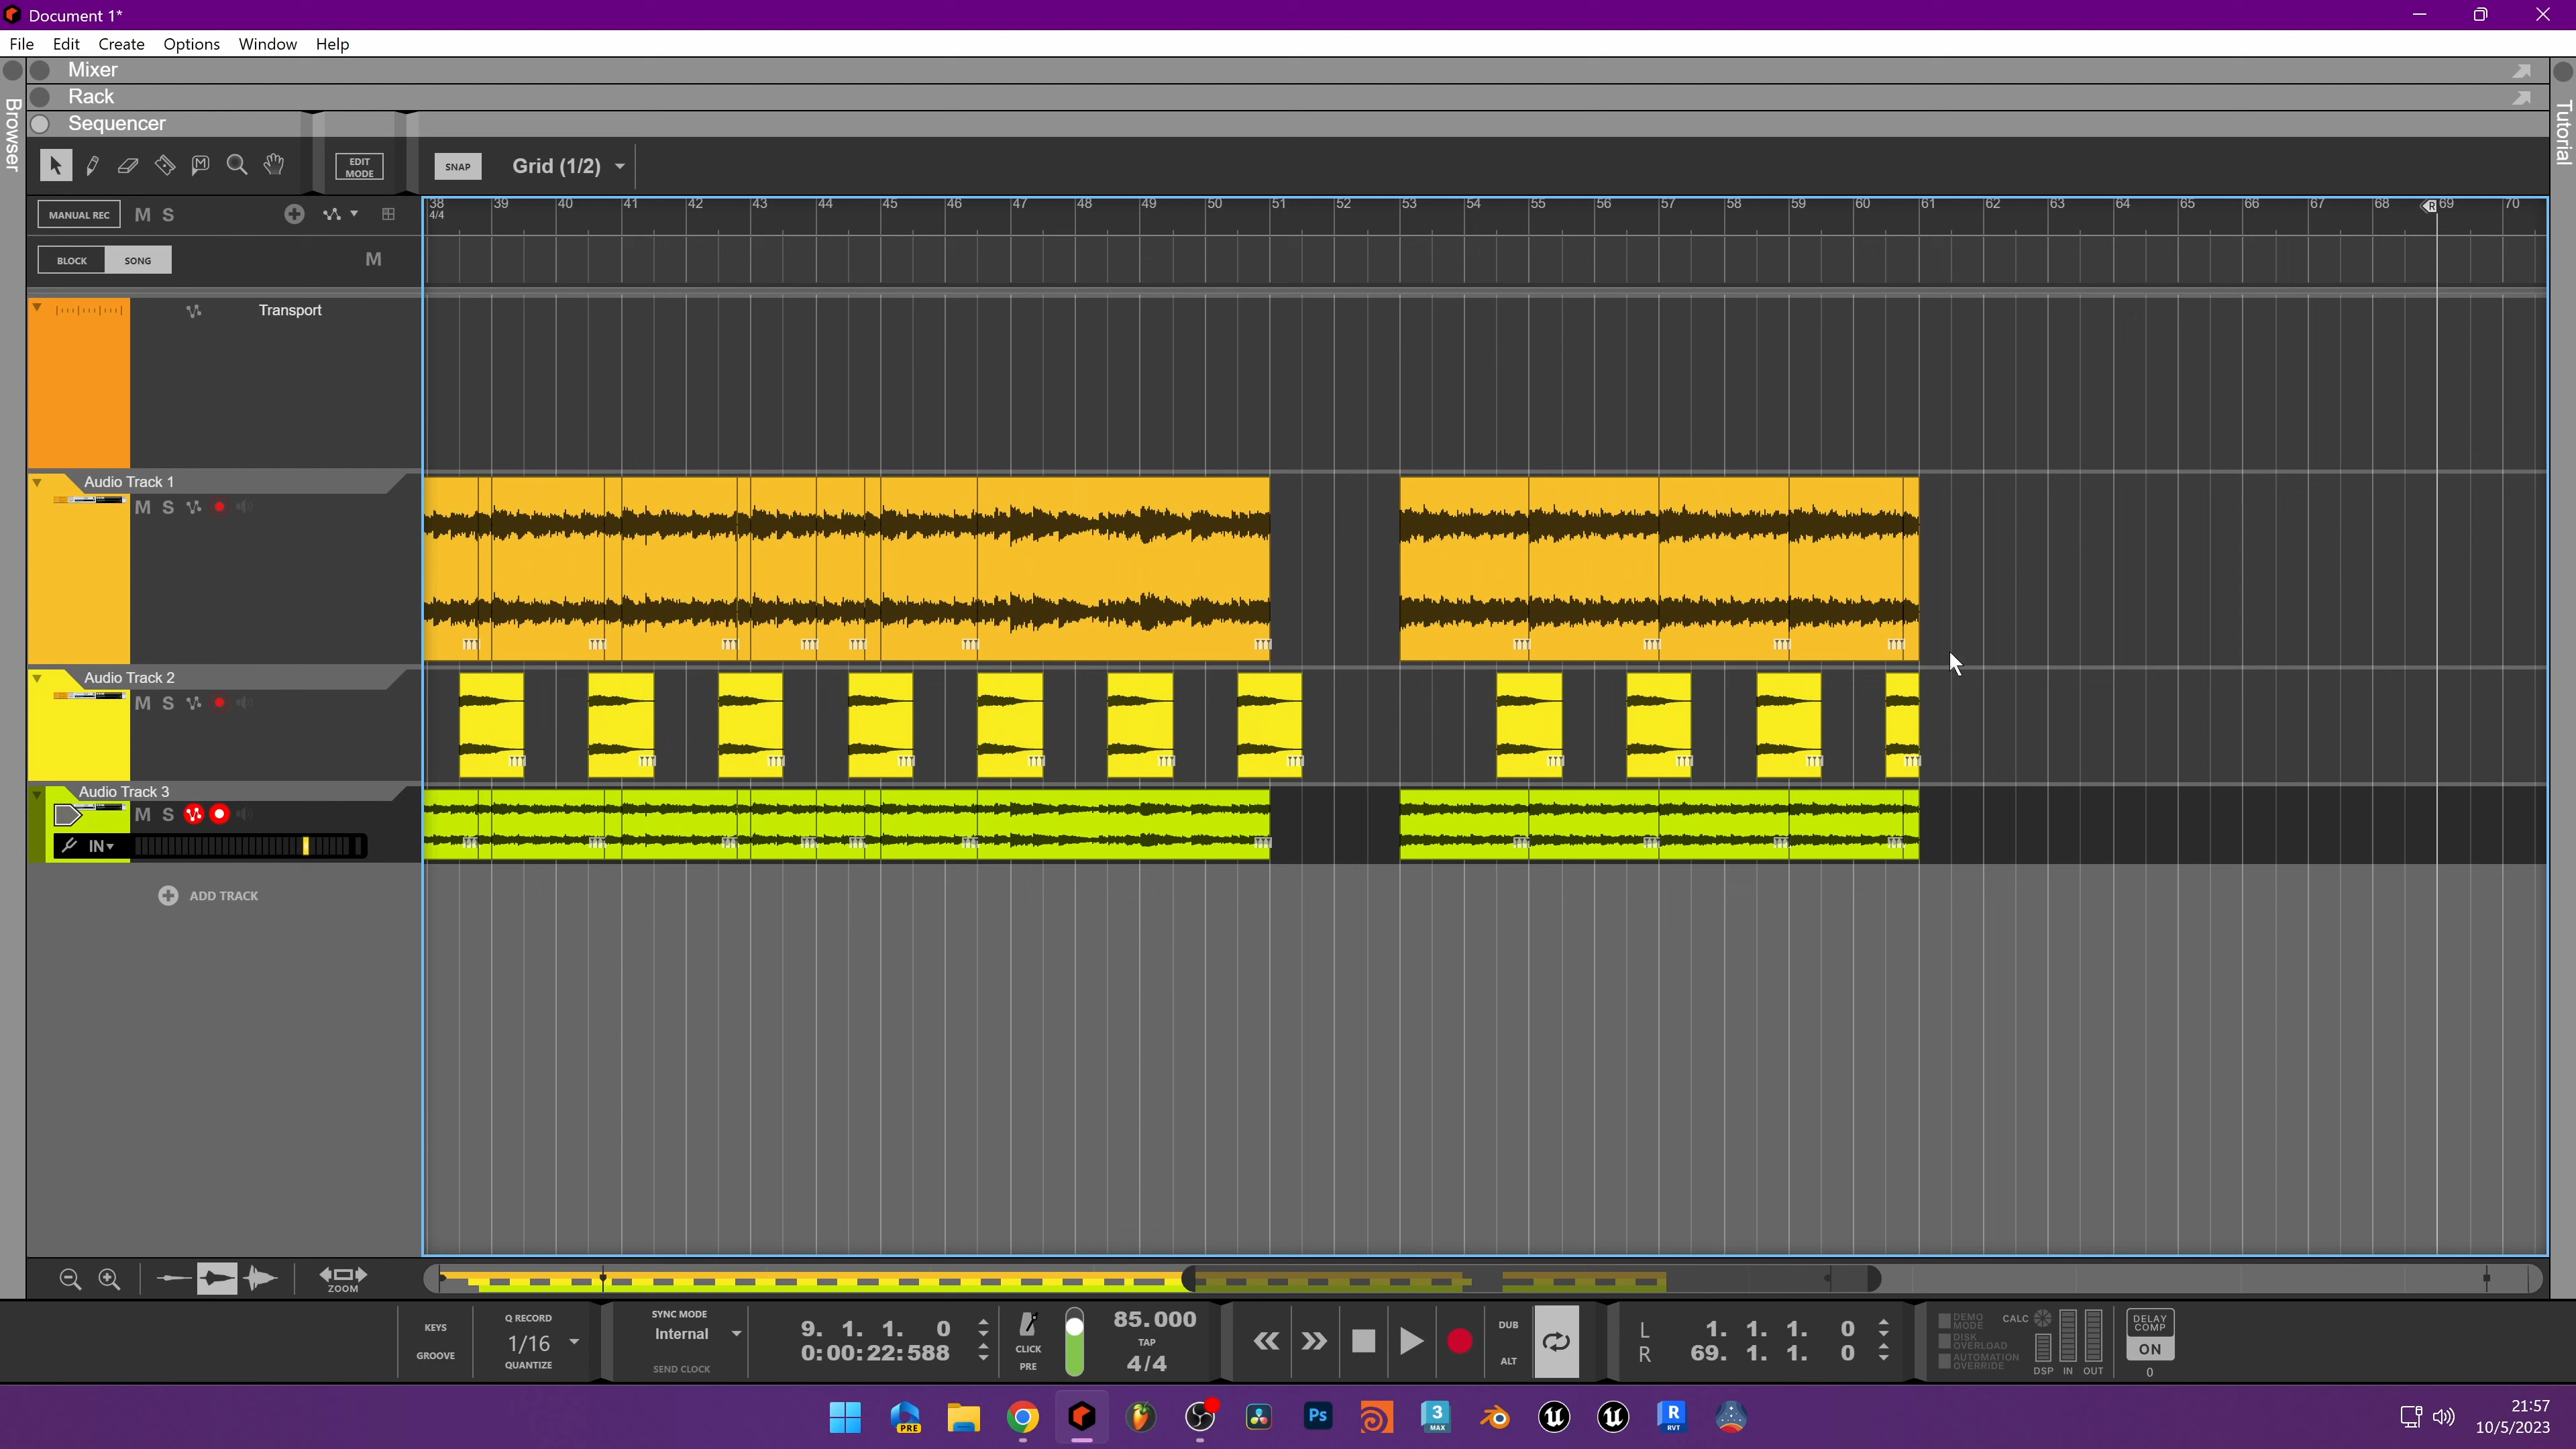 Document 1*
File Edit Create Options Window Help
Browser
Mixer
Rack
Sequencer
Tutorial
EDIT MODE
SNAP
Grid (1/2)
MANUAL REC M S
38 39 40 41 42 43 44 45 46 47 48 49 50 51 52 53 54 55 56 57 58 59 60 61 62 63 64 65 66 67 68 R 69 70
4/4
BLOCK SONG M
Transport
Audio Track 1
M S
Audio Track 2
M S
Audio Track 3
M S
IN
ADD TRACK
ZOOM
KEYS
GROOVE
Q RECORD
1/16
QUANTIZE
SYNC MODE
Internal
SEND CLOCK
9. 1. 1. 0
0:00:22:588
CLICK
PRE
85.000
TAP
4/4
DUB
ALT
L 1. 1. 1. 0
R 69. 1. 1. 0
DEMO MODE
DISK OVERLOAD
AUTOMATION OVERRIDE
CALC
DSP IN OUT
DELAY COMP
ON
0
PRE
Ps
3
MAX
R
RVT
21:57
10/5/2023